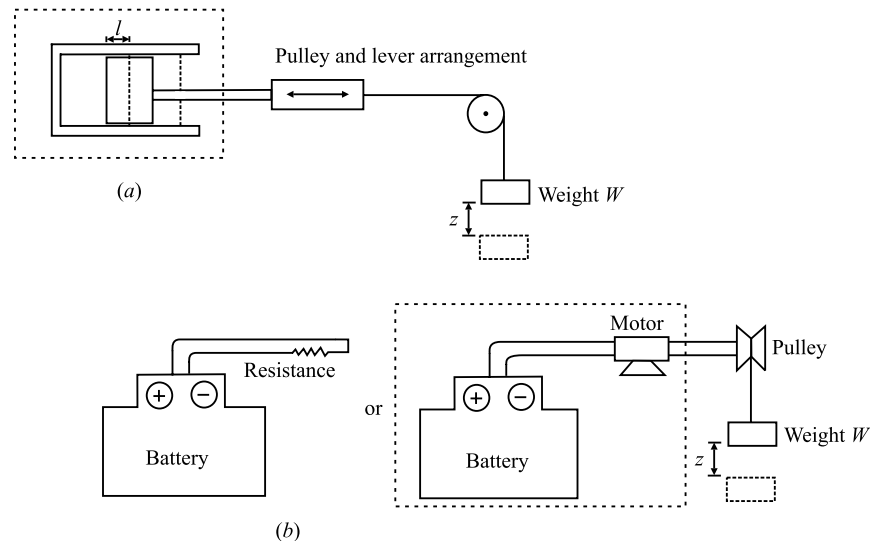 l
Pulley and lever arrangement
(a)
Weight W
z
Motor
Pulley
Resistance
+ −
or
+ −
Battery
Battery
Weight W
z
(b)